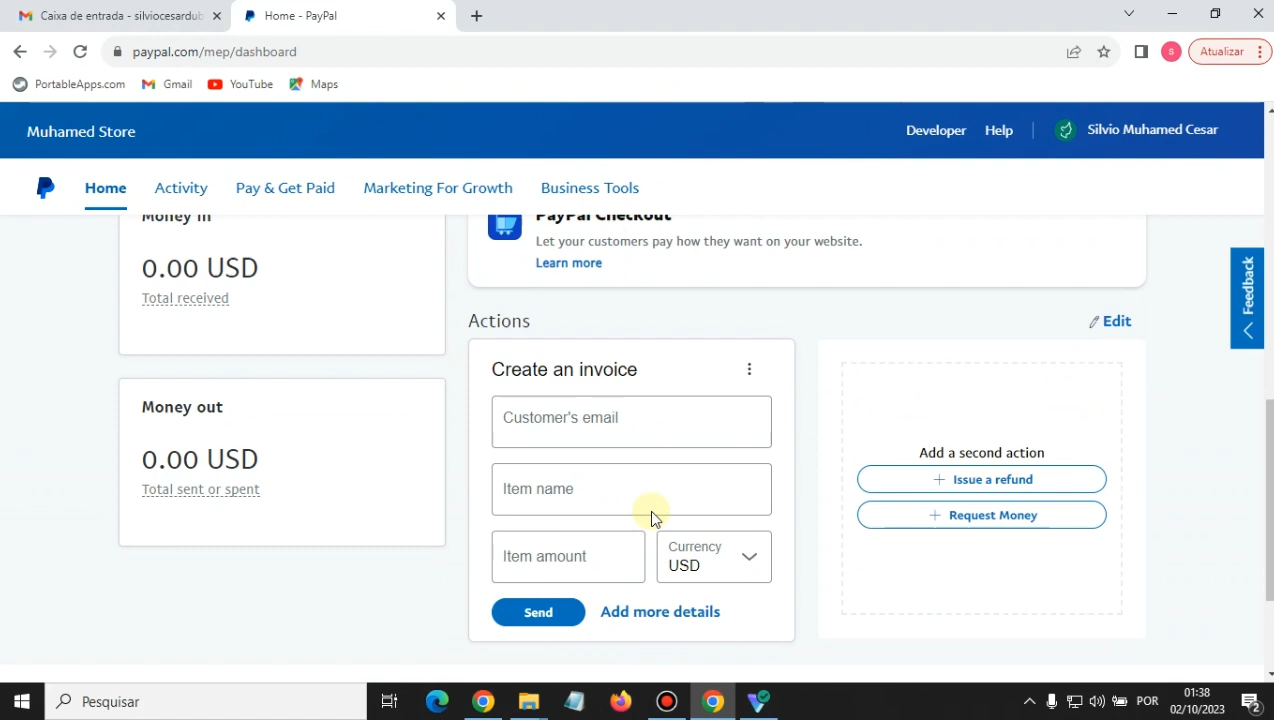 Caixa de entrada - silviocesardub
Home - PayPal
paypal.com/mep/dashboard
S
Atualizar
PortableApps.com
Gmail
YouTube
Maps
Muhamed Store
Developer
Help
Silvio Muhamed Cesar
Home
Activity
Pay & Get Paid
Marketing For Growth
Business Tools
Money in
0.00 USD
Total received
Money out
0.00 USD
Total sent or spent
PayPal Checkout
Let your customers pay how they want on your website.
Learn more
Actions
Edit
Create an invoice
Customer's email
Item name
Item amount
Currency
USD
Send
Add more details
Add a second action
+ Issue a refund
+ Request Money
Feedback
Pesquisar
POR
01:38
02/10/2023
2